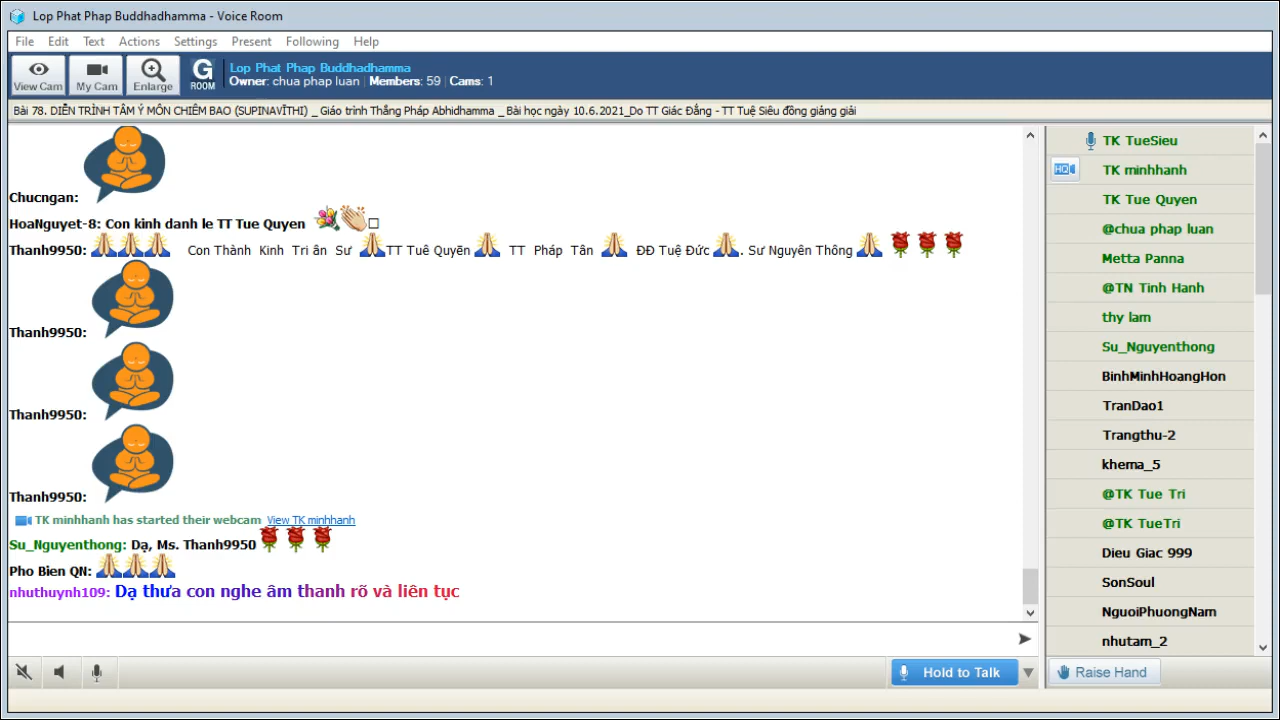 Lop Phat Phap Buddhadhamma - Voice Room
File Edit Text Actions Settings Present Following Help
View Cam My Cam Enlarge G ROOM
Lop Phat Phap Buddhadhamma
Owner: chua phap luan Members: 59 Cams: 1
Bài 78. DIỄN TRÌNH TÂM Ý MÔN CHIÊM BAO (SUPINAVĪTHI) _ Giáo trình Thắng Pháp Abhidhamma _ Bài học ngày 10.6.2021_Do TT Giác Đẳng - TT Tuệ Siêu đồng giảng giải
Chucngan:
HoaNguyet-8: Con kinh danh le TT Tue Quyen
Thanh9950: Con Thành Kinh Tri ân Sư TT Tuê Quyên TT Pháp Tân ĐĐ Tuệ Đức . Sư Nguyên Thông
Thanh9950:
Thanh9950:
Thanh9950:
TK minhhanh has started their webcam View TK minhhanh
Su_Nguyenthong: Dạ, Ms. Thanh9950
Pho Bien QN:
nhuthuynh109: Dạ thưa con nghe âm thanh rõ và liên tục
Hold to Talk
TK TueSieu
HQ TK minhhanh
TK Tue Quyen
@chua phap luan
Metta Panna
@TN Tinh Hanh
thy lam
Su_Nguyenthong
BinhMinhHoangHon
TranDao1
Trangthu-2
khema_5
@TK Tue Tri
@TK TueTri
Dieu Giac 999
SonSoul
NguoiPhuongNam
nhutam_2
Raise Hand